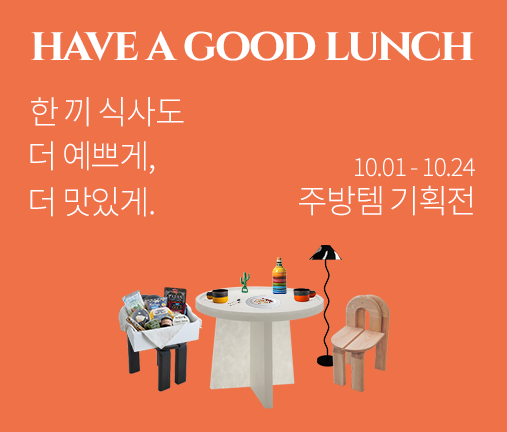 HAVE A GOOD LUNCH
한 끼 식사도
더 예쁘게,
더 맛있게.
10.01 - 10.24
주방템 기획전